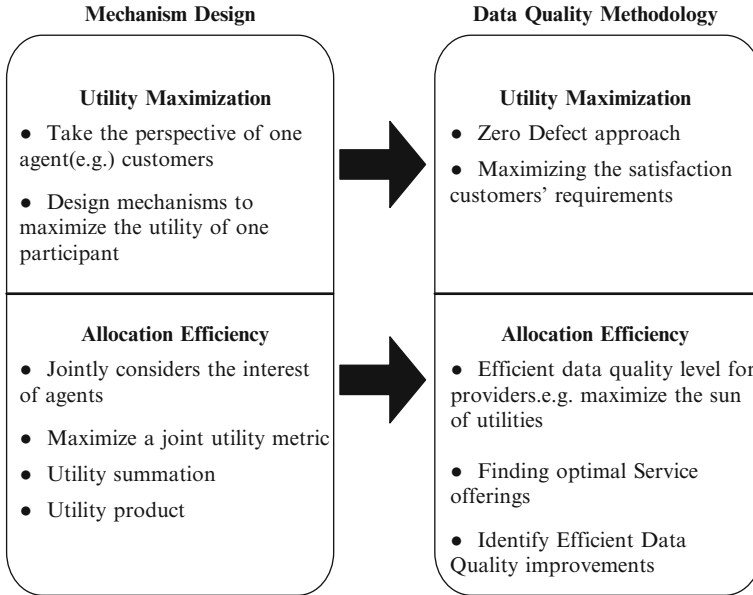 Mechanism Design
Utility Maximization
● Take the perspective of one
agent(e.g.) customers
● Design mechanisms to
maximize the utility of one
participant
Allocation Efficiency
● Jointly considers the interest
of agents
● Maximize a joint utility metric
● Utility summation
● Utility product
Data Quality Methodology
Utility Maximization
● Zero Defect approach
● Maximizing the satisfaction
customers’ requirements
Allocation Efficiency
● Efficient data quality level for
providers.e.g. maximize the sun
of utilities
● Finding optimal Service
offerings
● Identify Efficient Data
Quality improvements